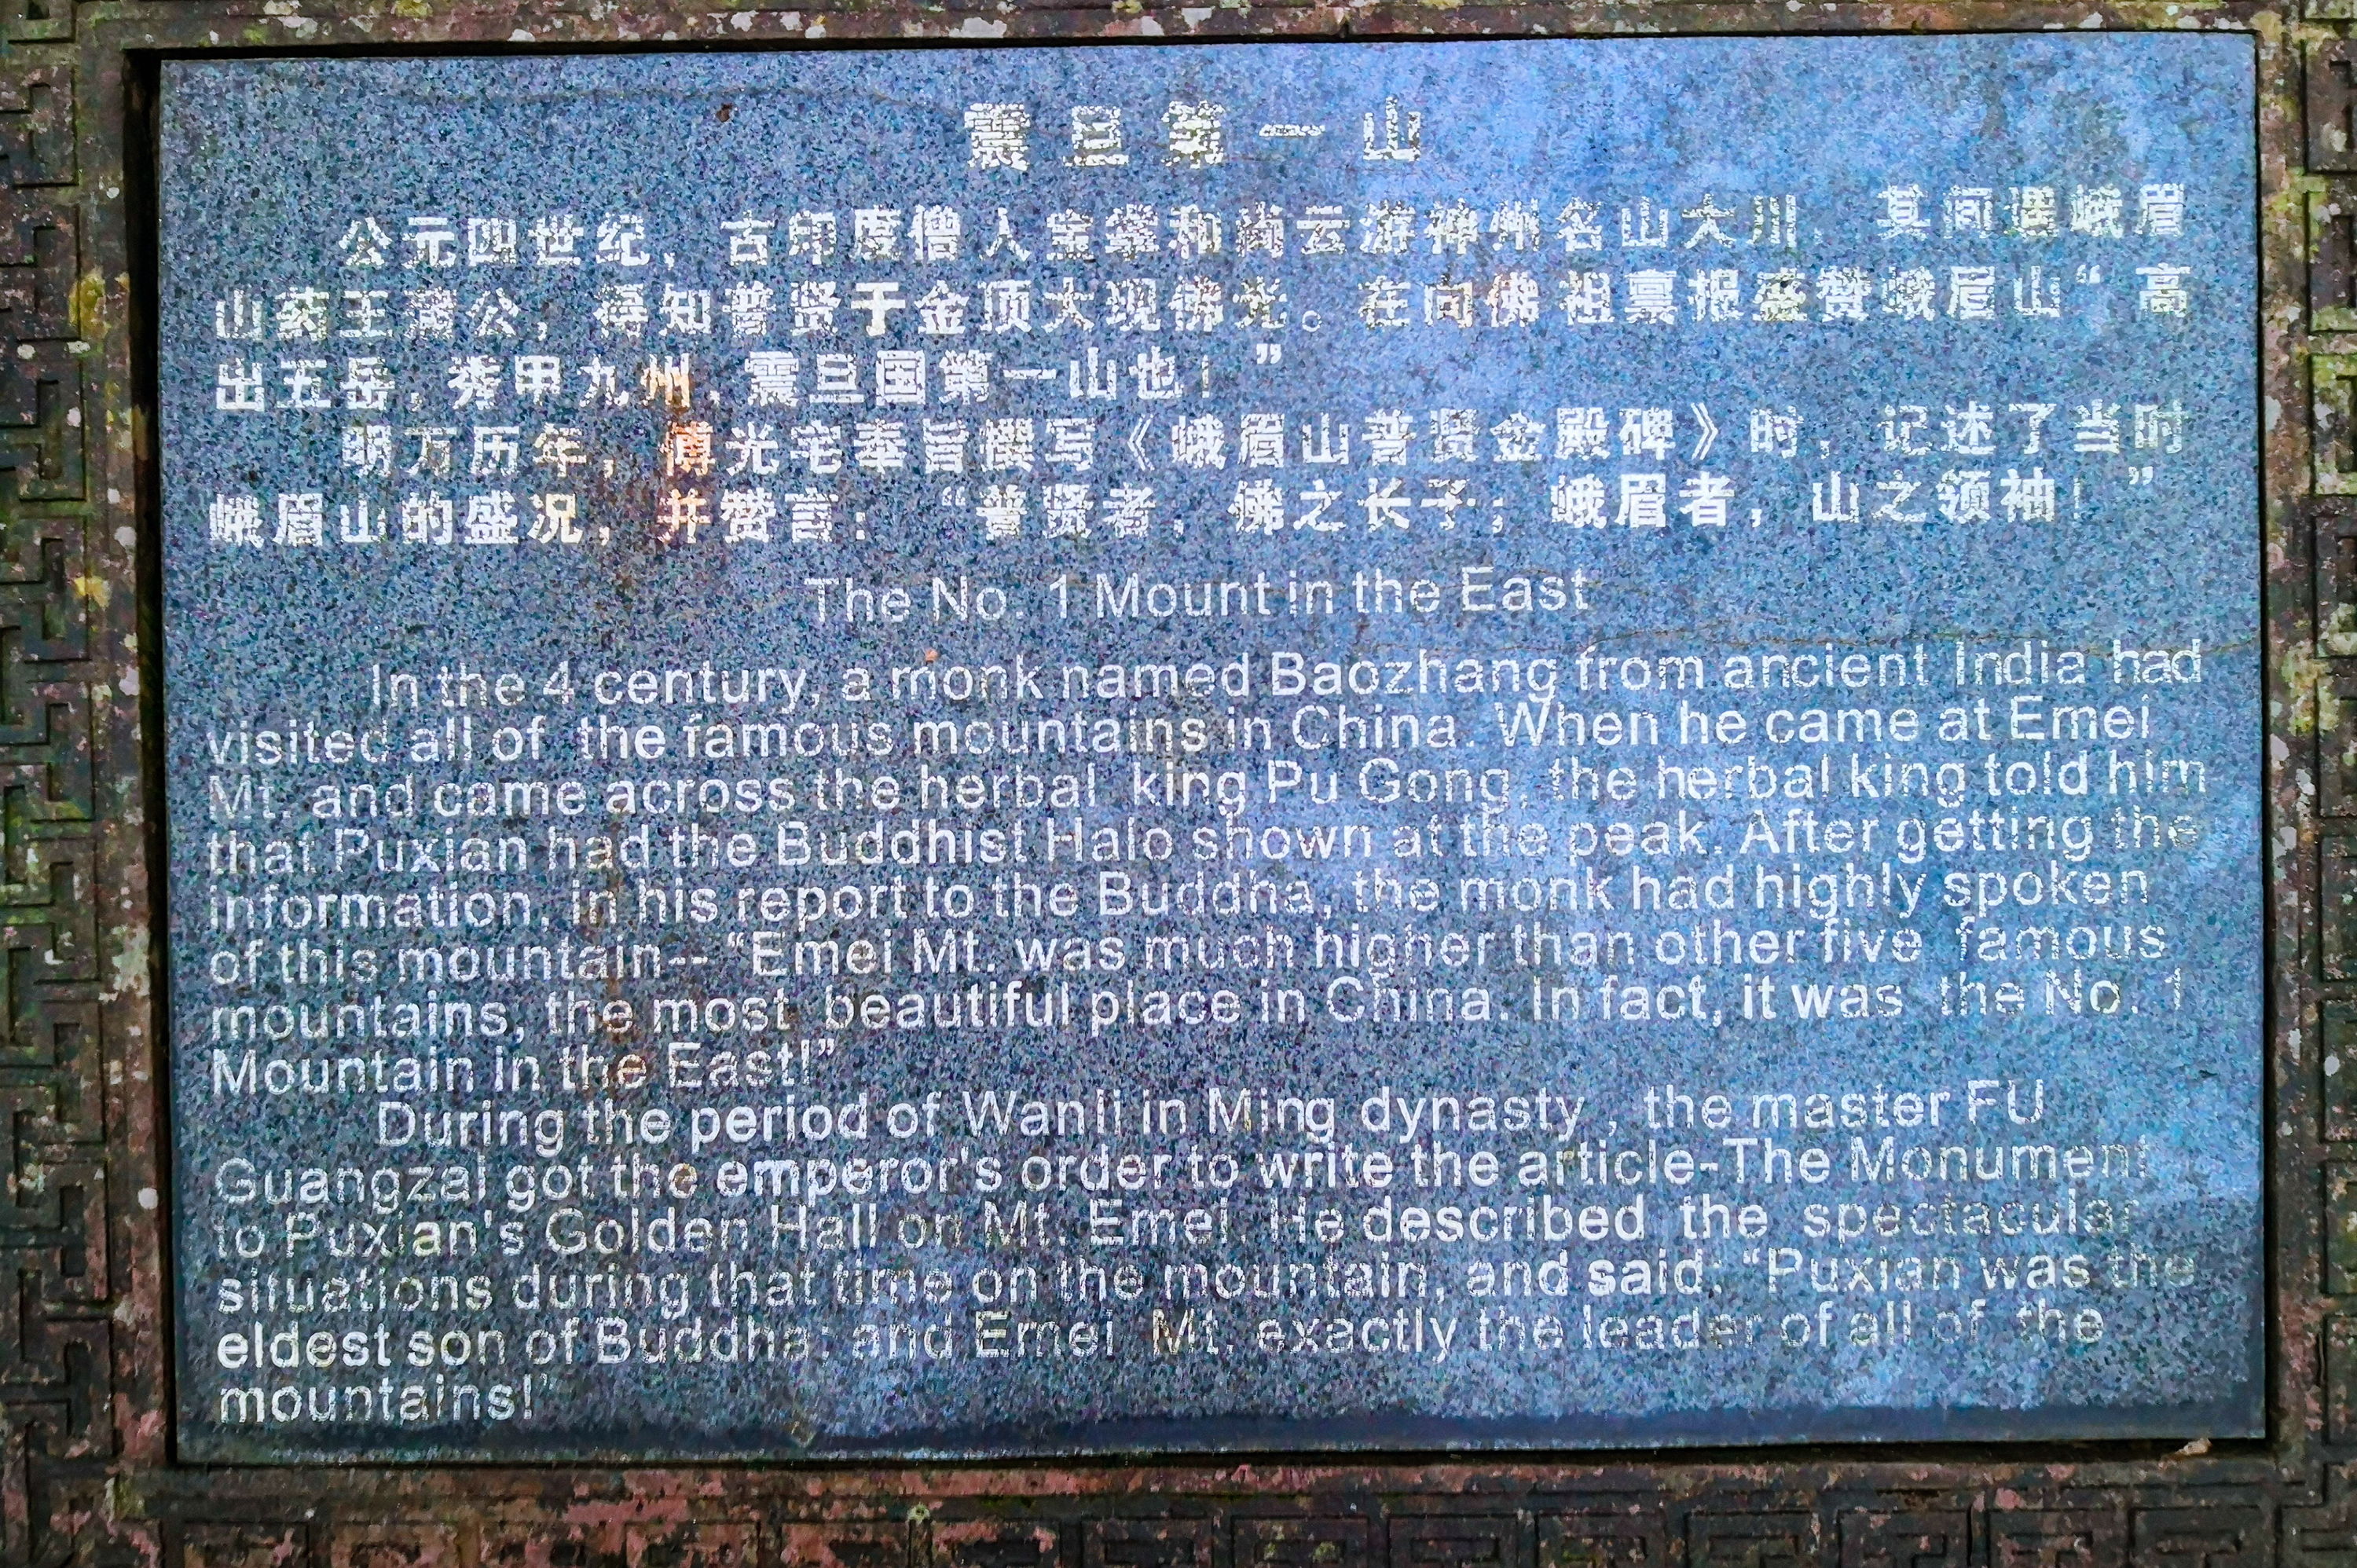 震旦第一山
公元四世纪，古印度僧人宝掌和尚云游神州名山大川，其间遇峨眉
山药王蒲公，得知普贤于金顶大现佛光。在向佛祖禀报盛赞峨眉山“高
出五岳，秀甲九州，震旦国第一山也！”
明万历年，傅光宅奉旨撰写《峨眉山普贤金殿碑》时，记述了当时
峨眉山的盛况，并赞言：“普贤者，佛之长子；峨眉者，山之领袖！”
The No. 1 Mount in the East
In the 4 century, a monk named Baozhang from ancient India had
visited all of the famous mountains in China. When he came at Emei
Mt. and came across the herbal king Pu Gong, the herbal king told him
that Puxian had the Buddhist Halo shown at the peak. After getting the
information, in his report to the Buddha, the monk had highly spoken
of this mountain-- “Emei Mt. was much higher than other five famous
mountains, the most beautiful place in China. In fact, it was the No. 1
Mountain in the East!”
During the period of Wanli in Ming dynasty , the master FU
Guangzai got the emperor's order to write the article-The Monument
to Puxian's Golden Hall on Mt. Emei. He described the spectacular
situations during that time on the mountain, and said: “Puxian was the
eldest son of Buddha; and Emei Mt. exactly the leader of all of the
mountains!”